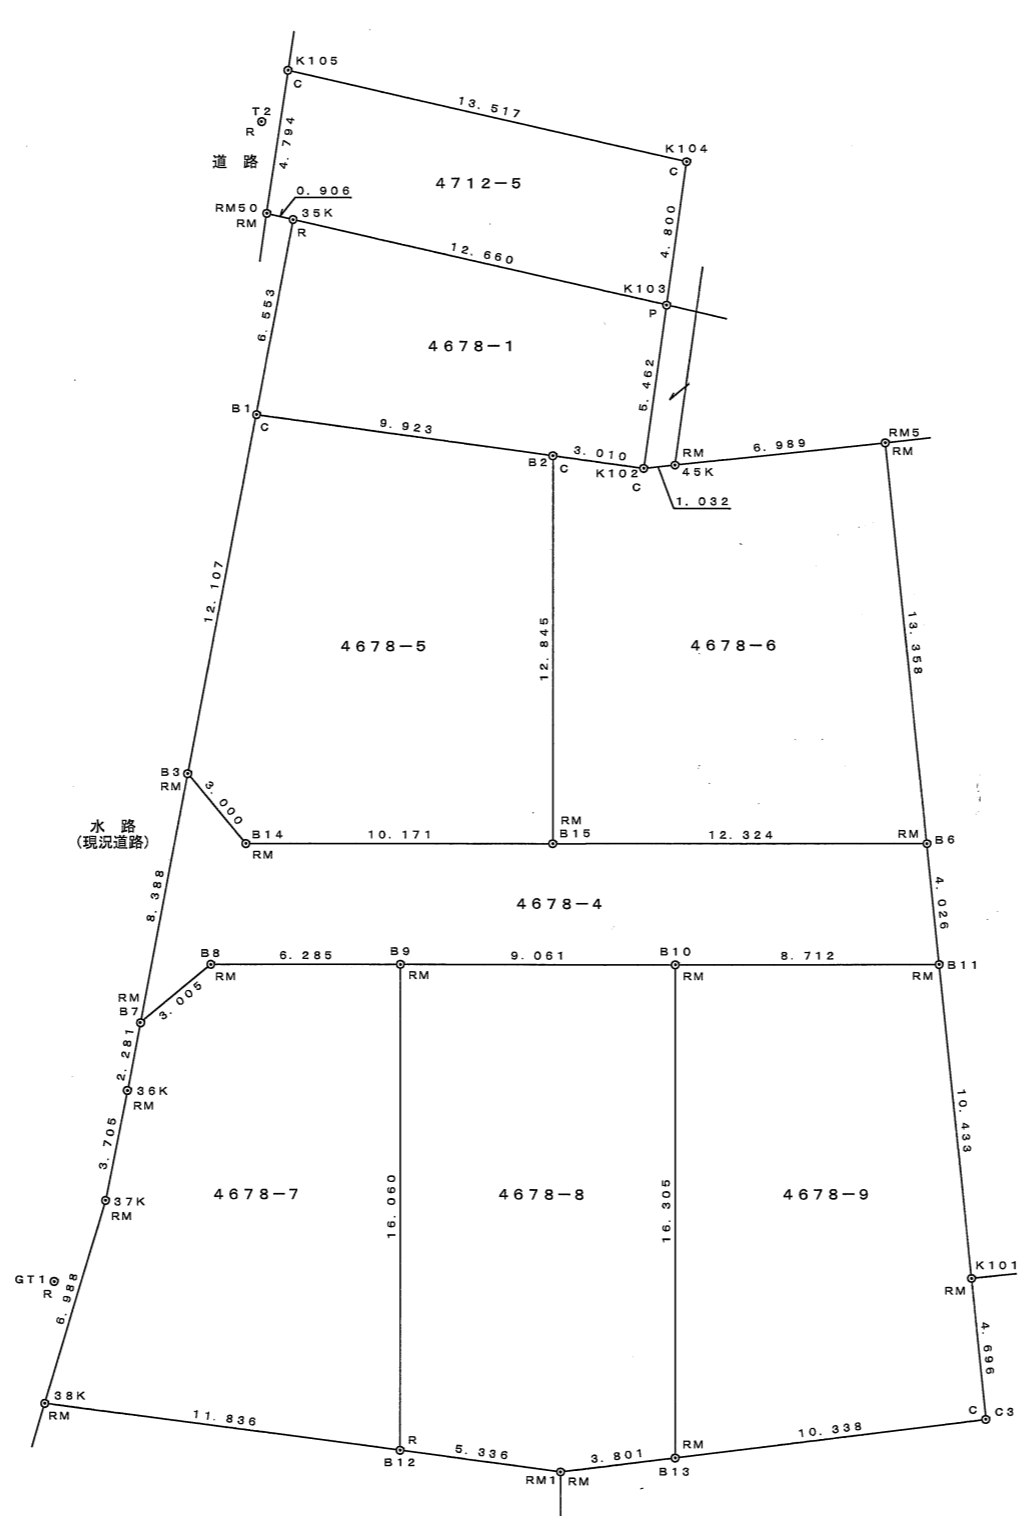 K105
C
13.517
T2
R
4.794
道 路
K104
C
4712-5
0.906
RM50
RM
35K
R
4.800
12.660
K103
P
6.553
4678-1
5.462
B1
C
9.923
B2
C
3.010
K102
C
RM
45K
6.989
RM5
RM
1.032
12.107
4678-5
12.845
4678-6
13.358
B3
RM
3.000
水 路
(現況道路)
B14
RM
10.171
RM
B15
12.324
RM
B6
8.388
4678-4
4.026
B8
RM
6.285
B9
RM
9.061
B10
RM
8.712
RM
B11
RM
B7
3.005
2.281
36K
RM
3.705
37K
RM
4678-7
16.060
4678-8
16.305
4678-9
10.433
GT1
R
6.988
K101
RM
4.696
38K
RM
11.836
R
B12
5.336
RM1
RM
3.801
RM
B13
10.338
C
C3